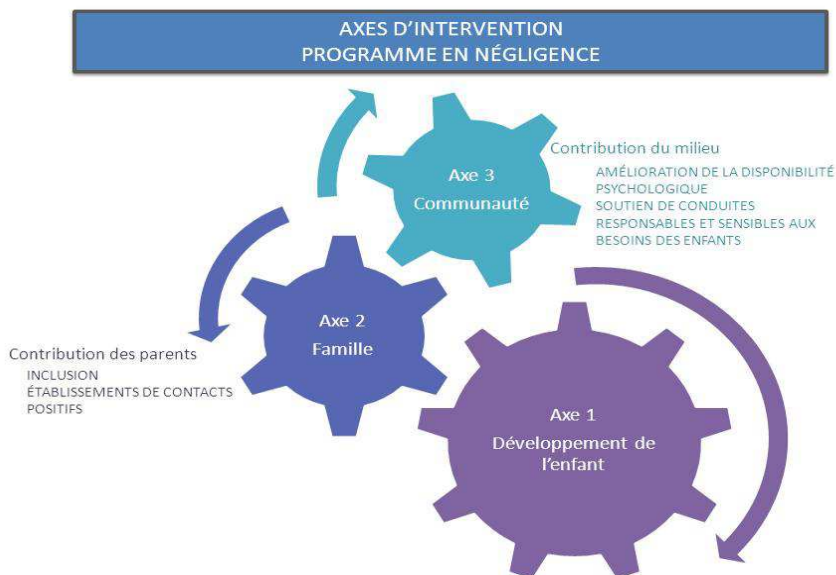 AXES D'INTERVENTION
PROGRAMME EN NÉGLIGENCE
Axe 3
Communauté
Contribution du milieu
AMÉLIORATION DE LA DISPONIBILITÉ
PSYCHOLOGIQUE
SOUTIEN DE CONDUITES
RESPONSABLES ET SENSIBLES AUX
BESOINS DES ENFANTS
Axe 2
Famille
Contribution des parents
INCLUSION
ÉTABLISSEMENTS DE CONTACTS
POSITIFS
Axe 1
Développement de
l'enfant